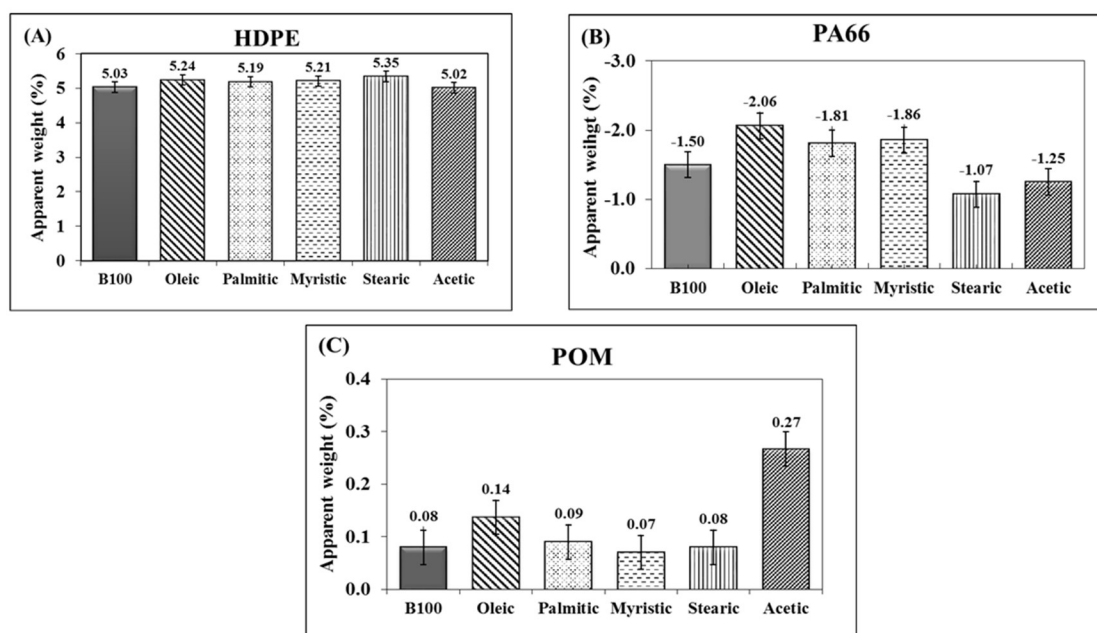 (A)
HDPE
Apparent weight (%)
6
5
4
3
2
1
0
5.03 5.24 5.19 5.21 5.35 5.02
B100 Oleic Palmitic Myristic Stearic Acetic
(B)
PA66
Apparent weihgt (%)
-3.0
-2.0
-1.0
0.0
-1.50 -2.06 -1.81 -1.86 -1.07 -1.25
B100 Oleic Palmitic Myristic Stearic Acetic
(C)
POM
Apparent weight (%)
0.4
0.3
0.2
0.1
0.0
0.08 0.14 0.09 0.07 0.08 0.27
B100 Oleic Palmitic Myristic Stearic Acetic